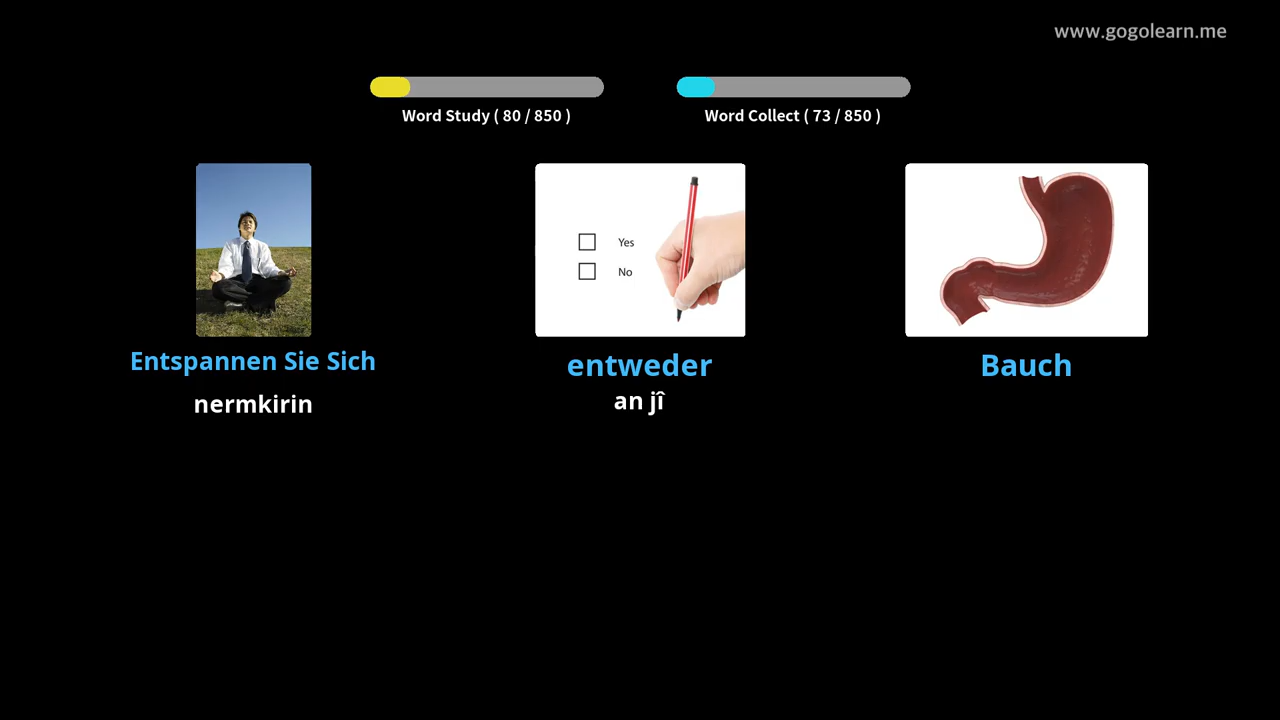 www.gogolearn.me
Word Study ( 80 / 850 )
Word Collect ( 73 / 850 )
Yes
No
Entspannen Sie Sich
entweder
Bauch
nermkirin
an jî